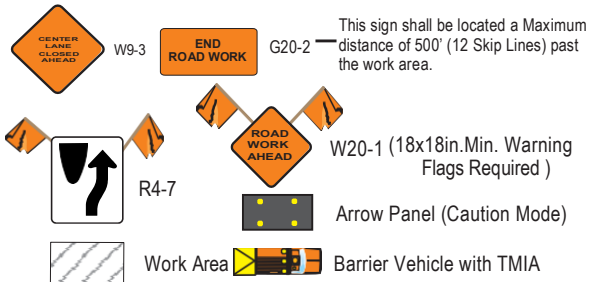 CENTER
LANE
CLOSED
AHEAD
W9-3
END
ROAD WORK
G20-2
This sign shall be located a Maximum
distance of 500' (12 Skip Lines) past
the work area.
R4-7
ROAD
WORK
AHEAD
W20-1 (18x18in.Min. Warning
Flags Required )
Arrow Panel (Caution Mode)
Work Area
Barrier Vehicle with TMIA